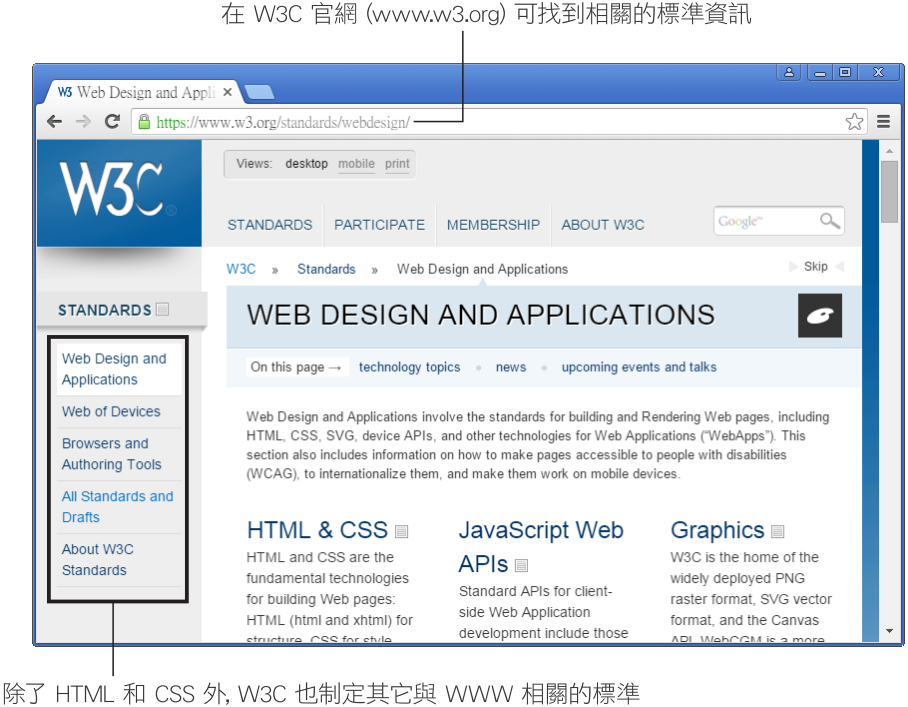 在 W3C 官網 (www.w3.org) 可找到相關的標準資訊
W3 Web Design and Appli
https://www.w3.org/standards/webdesign/
W3C
Views: desktop mobile print
STANDARDS PARTICIPATE MEMBERSHIP ABOUT W3C
Google™
W3C » Standards » Web Design and Applications
Skip
STANDARDS
Web Design and
Applications
Web of Devices
Browsers and
Authoring Tools
All Standards and
Drafts
About W3C
Standards
WEB DESIGN AND APPLICATIONS
On this page → technology topics • news • upcoming events and talks
Web Design and Applications involve the standards for building and Rendering Web pages, including
HTML, CSS, SVG, device APIs, and other technologies for Web Applications (“WebApps”). This
section also includes information on how to make pages accessible to people with disabilities
(WCAG), to internationalize them, and make them work on mobile devices.
HTML & CSS
HTML and CSS are the
fundamental technologies
for building Web pages:
HTML (html and xhtml) for
structure, CSS for style
JavaScript Web
APIs
Standard APIs for client-
side Web Application
development include those
Graphics
W3C is the home of the
widely deployed PNG
raster format, SVG vector
format, and the Canvas
API. WebCGM is a more
除了 HTML 和 CSS 外, W3C 也制定其它與 WWW 相關的標準